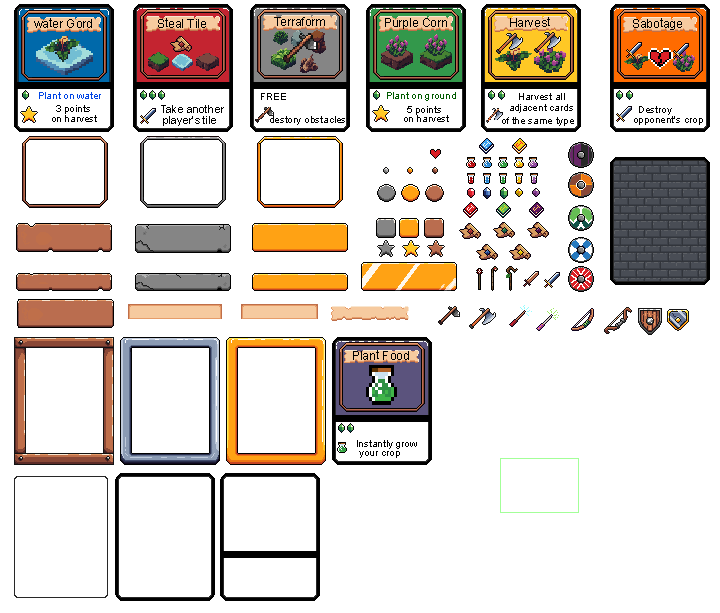 water Gord
Plant on water
3 points
on harvest
Steal Tile
Take another
player's tile
Terraform
FREE
destory obstacles
Purple Corn
Plant on ground
5 points
on harvest
Harvest
Harvest all
adjacent cards
of the same type
Sabotage
Destroy
opponent's crop
Plant Food
Instantly grow
your crop